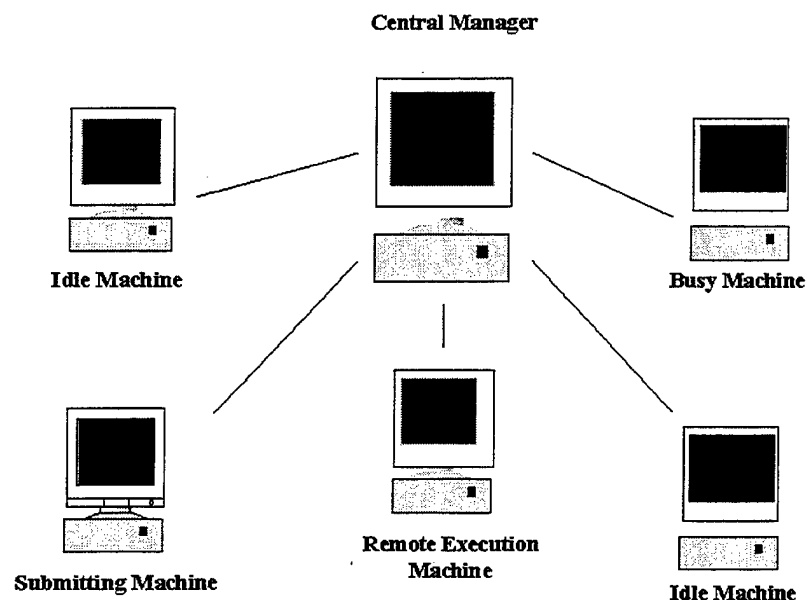 Central Manager
Idle Machine
Busy Machine
Submitting Machine
Remote Execution
Machine
Idle Machine